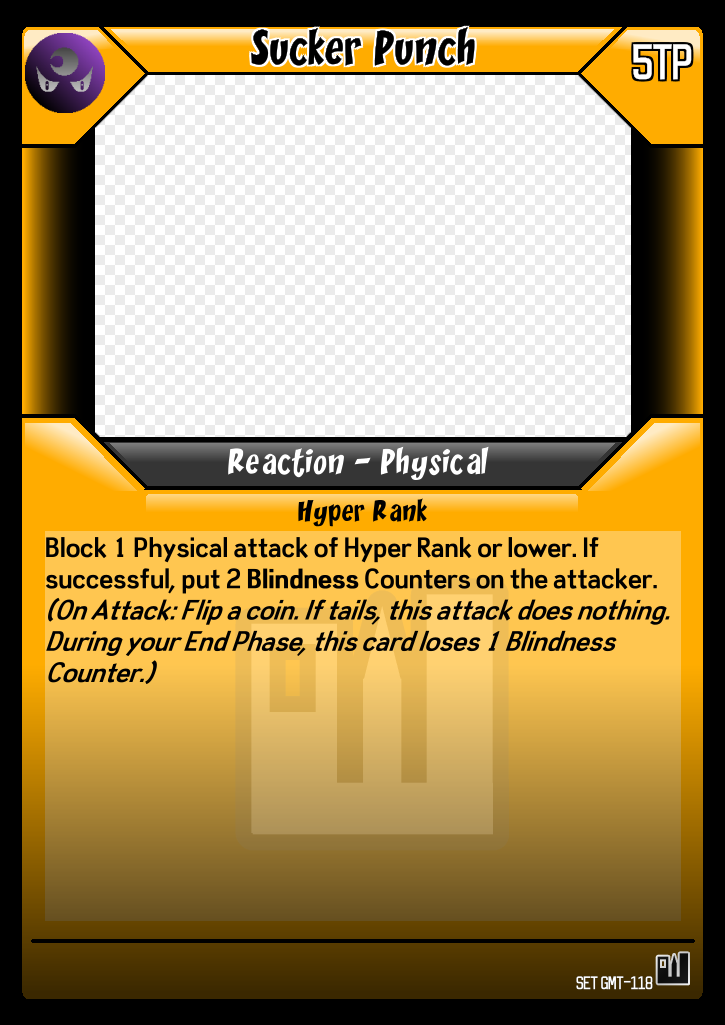 Sucker Punch
5TP
Reaction - Physical
Hyper Rank
Block 1 Physical attack of Hyper Rank or lower. If
successful, put 2 Blindness Counters on the attacker.
(On Attack: Flip a coin. If tails, this attack does nothing.
During your End Phase, this card loses 1 Blindness
Counter.)
SET GMT-118